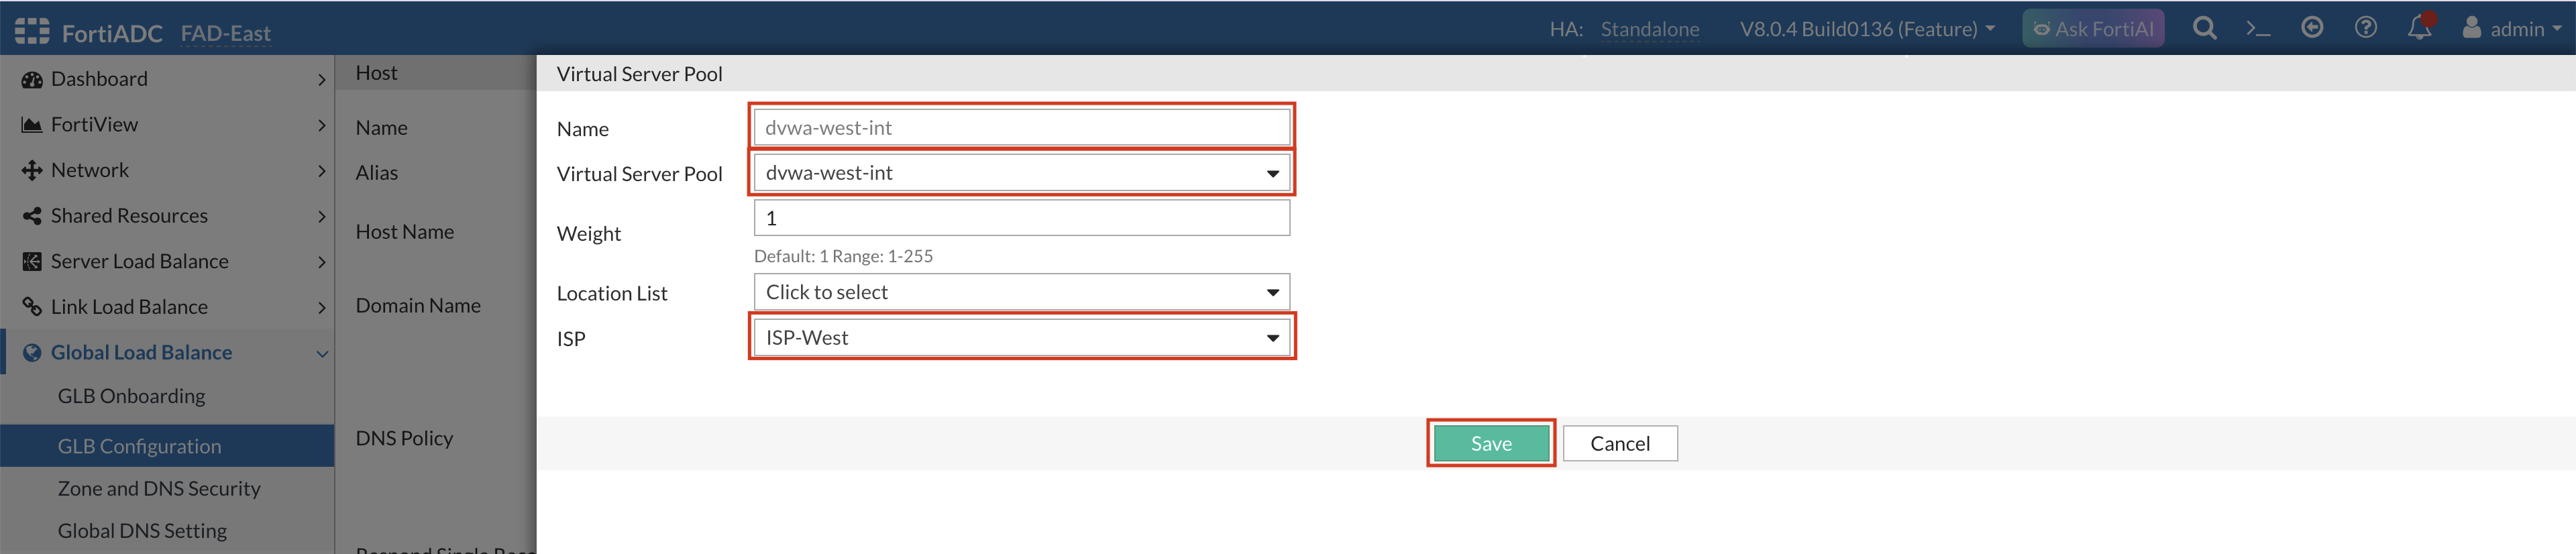 FortiADC FAD-East HA: Standalone V8.0.4 Build0136 (Feature) Ask FortiAI admin
Dashboard
FortiView
Network
Shared Resources
Server Load Balance
Link Load Balance
Global Load Balance
GLB Onboarding
GLB Configuration
Zone and DNS Security
Global DNS Setting
Host
Name
Alias
Host Name
Domain Name
DNS Policy
Virtual Server Pool
Name dvwa-west-int
Virtual Server Pool dvwa-west-int
Weight 1
Default: 1 Range: 1-255
Location List Click to select
ISP ISP-West
Save Cancel